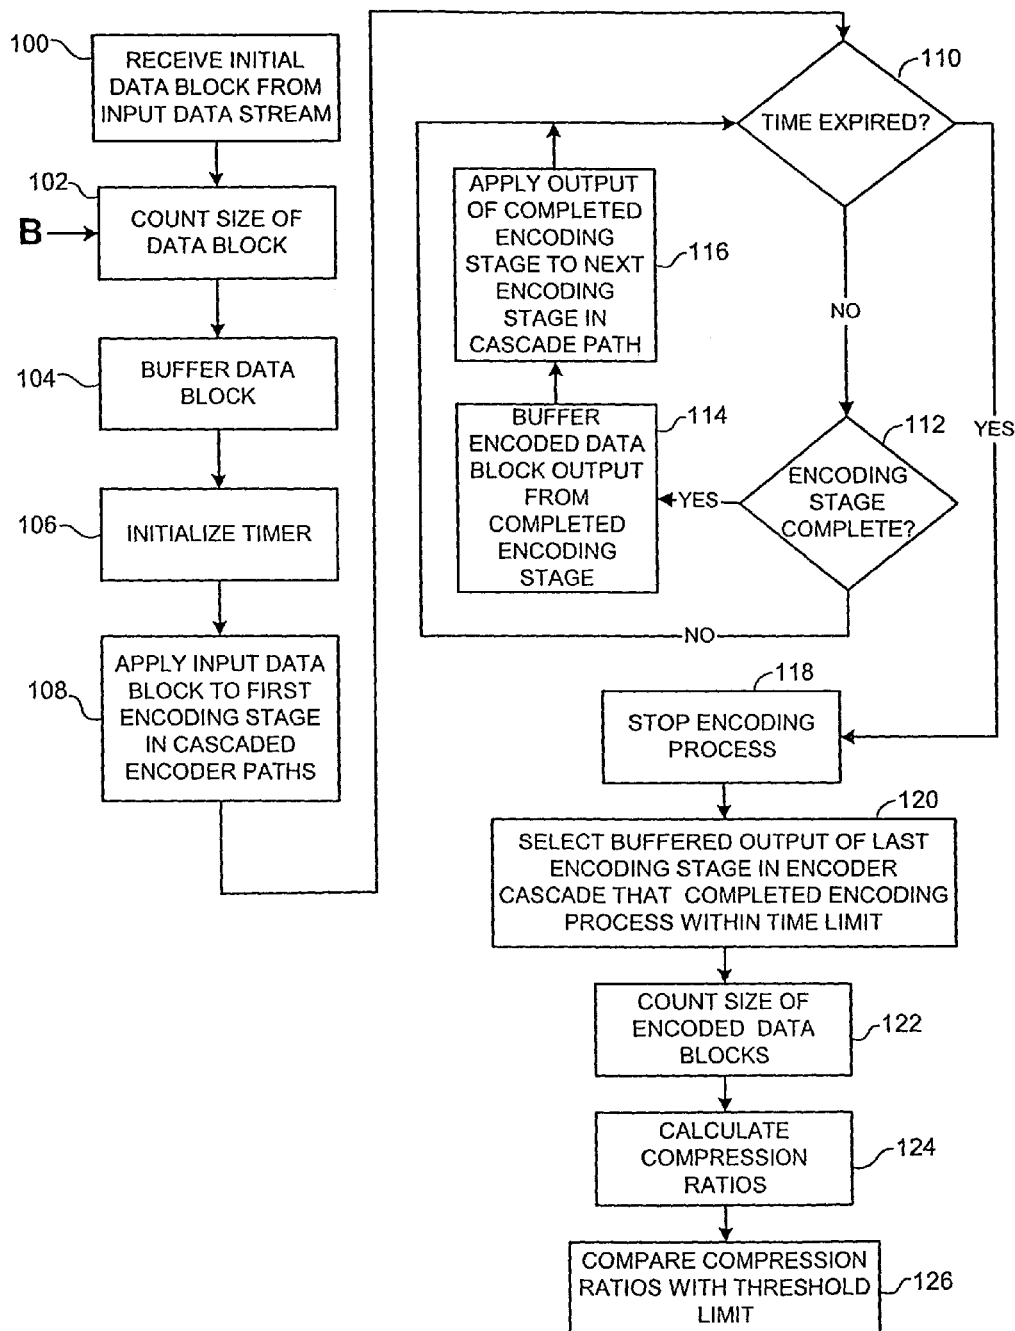 100
RECEIVE INITIAL
DATA BLOCK FROM
INPUT DATA STREAM
102
B
COUNT SIZE OF
DATA BLOCK
104
BUFFER DATA
BLOCK
106
INITIALIZE TIMER
108
APPLY INPUT DATA
BLOCK TO FIRST
ENCODING STAGE
IN CASCADED
ENCODER PATHS
110
TIME EXPIRED?
NO
YES
112
ENCODING
STAGE
COMPLETE?
YES
NO
114
BUFFER
ENCODED DATA
BLOCK OUTPUT
FROM
COMPLETED
ENCODING
STAGE
116
APPLY OUTPUT
OF COMPLETED
ENCODING
STAGE TO NEXT
ENCODING
STAGE IN
CASCADE PATH
118
STOP ENCODING
PROCESS
120
SELECT BUFFERED OUTPUT OF LAST
ENCODING STAGE IN ENCODER
CASCADE THAT COMPLETED ENCODING
PROCESS WITHIN TIME LIMIT
122
COUNT SIZE OF
ENCODED DATA
BLOCKS
124
CALCULATE
COMPRESSION
RATIOS
126
COMPARE COMPRESSION
RATIOS WITH THRESHOLD
LIMIT